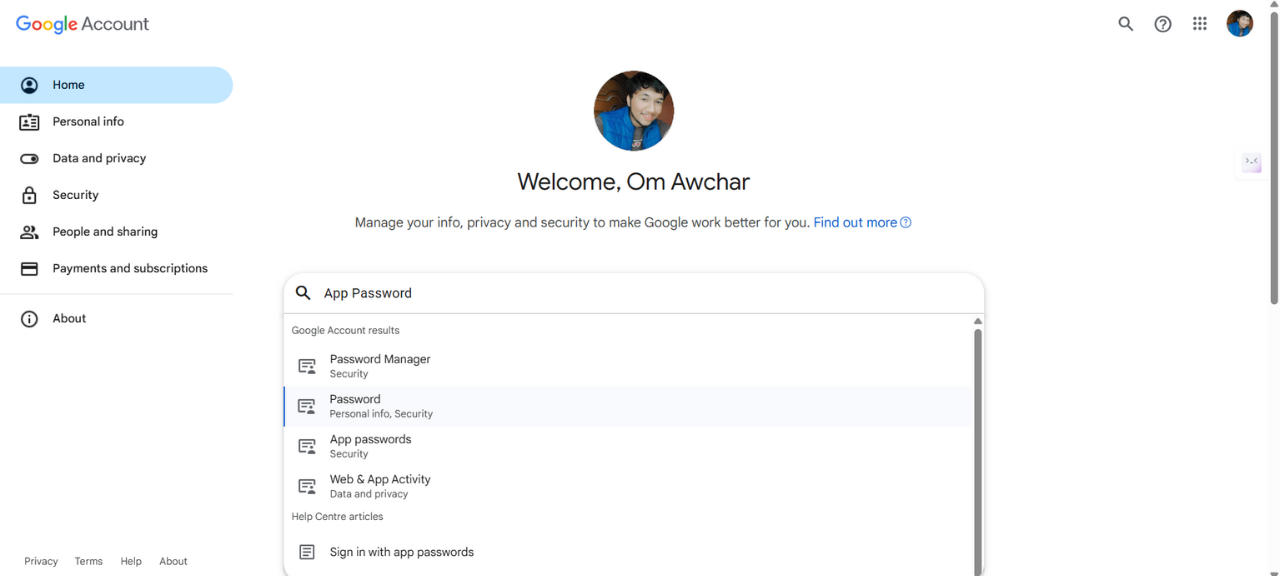 Google Account
Home
Personal info
Data and privacy
Security
People and sharing
Payments and subscriptions
About
Welcome, Om Awchar
Manage your info, privacy and security to make Google work better for you. Find out more
App Password
Google Account results
Password Manager
Security
Password
Personal info, Security
App passwords
Security
Web & App Activity
Data and privacy
Help Centre articles
Sign in with app passwords
Privacy Terms Help About